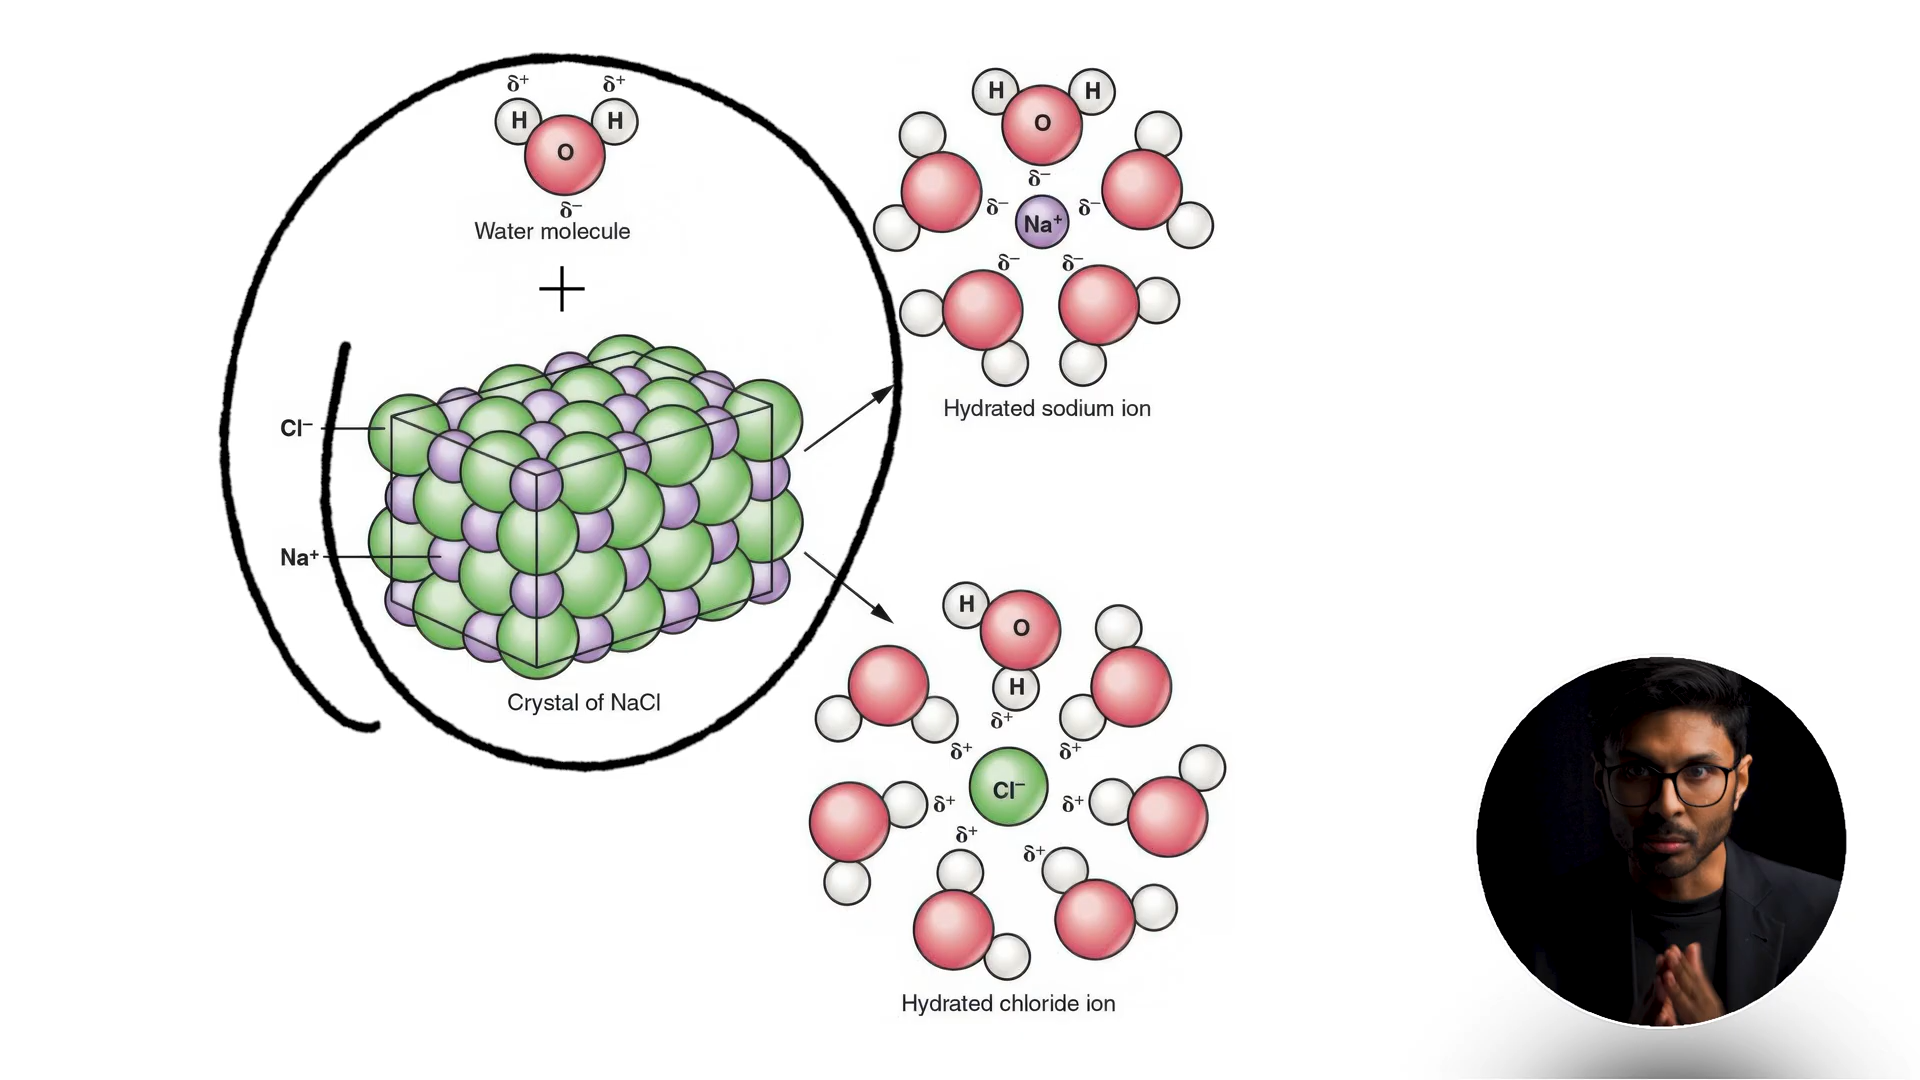 δ⁺ δ⁺
H H
O
δ⁻
Water molecule
+
Cl⁻
Na⁺
Crystal of NaCl
H H
O
δ⁻
δ⁻ δ⁻
Na⁺
δ⁻ δ⁻
Hydrated sodium ion
H
O
H
δ⁺
δ⁺ δ⁺
Cl⁻
δ⁺ δ⁺
δ⁺
δ⁺
Hydrated chloride ion